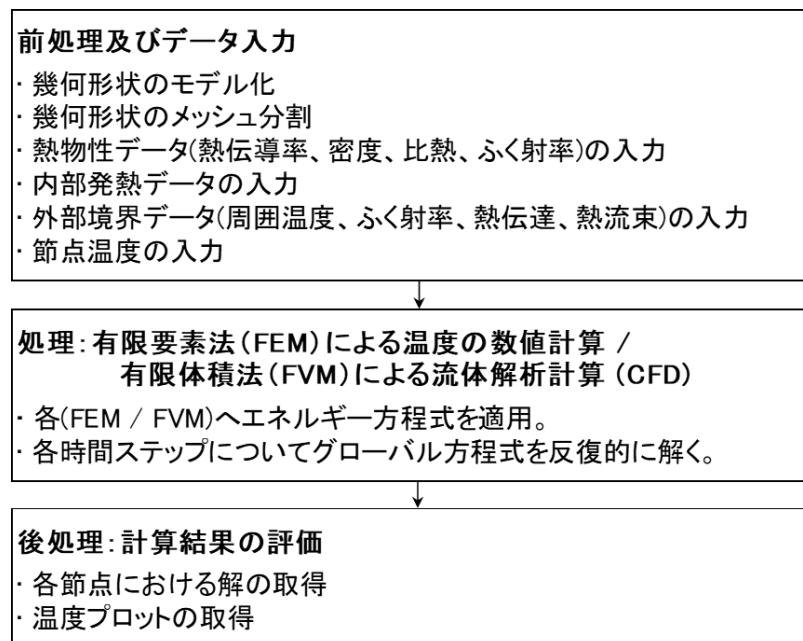 前処理及びデータ入力
・幾何形状のモデル化
・幾何形状のメッシュ分割
・熱物性データ(熱伝導率、密度、比熱、ふく射率)の入力
・内部発熱データの入力
・外部境界データ(周囲温度、ふく射率、熱伝達、熱流束)の入力
・節点温度の入力
処理：有限要素法(FEM)による温度の数値計算 /
有限体積法(FVM)による流体解析計算 (CFD)
・各(FEM / FVM)へエネルギー方程式を適用。
・各時間ステップについてグローバル方程式を反復的に解く。
後処理：計算結果の評価
・各節点における解の取得
・温度プロットの取得